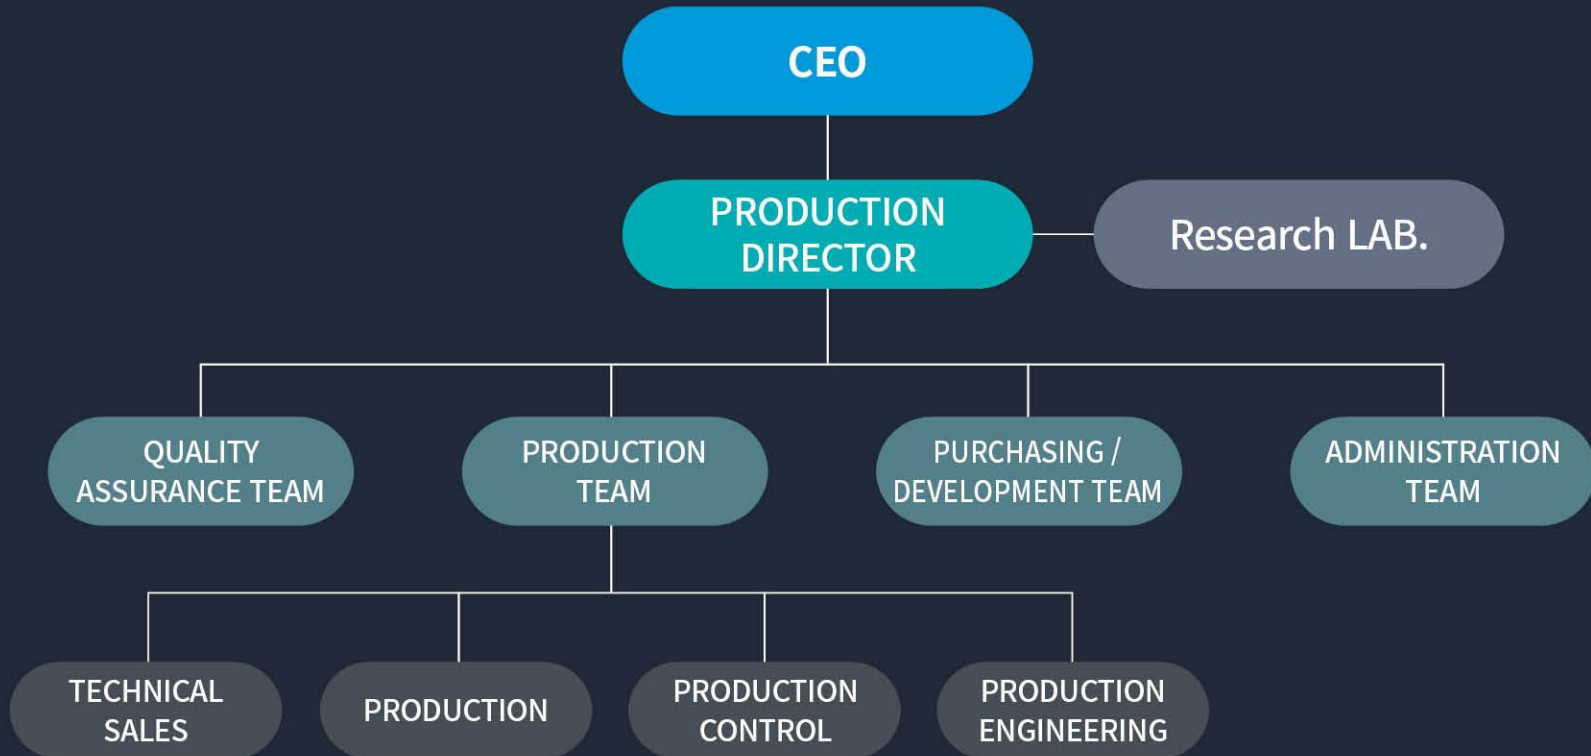 CEO
PRODUCTION
DIRECTOR
Research LAB.
QUALITY
ASSURANCE TEAM
PRODUCTION
TEAM
PURCHASING /
DEVELOPMENT TEAM
ADMINISTRATION
TEAM
TECHNICAL
SALES
PRODUCTION
PRODUCTION
CONTROL
PRODUCTION
ENGINEERING